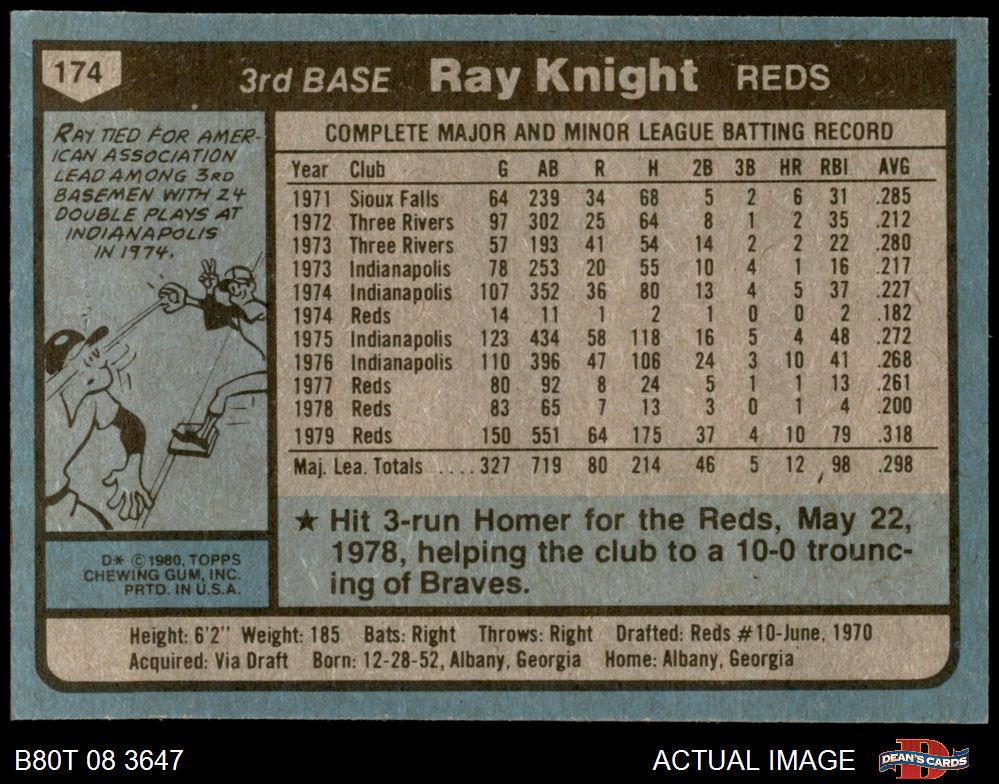 174
3rd BASE Ray Knight REDS
RAY TIED FOR AMER-
ICAN ASSOCIATION
LEAD AMONG 3RD
BASEMEN WITH 24
DOUBLE PLAYS AT
INDIANAPOLIS
IN 1974.
D* © 1980, TOPPS
CHEWING GUM, INC.
PRTD. IN U.S.A.
COMPLETE MAJOR AND MINOR LEAGUE BATTING RECORD
Year Club G AB R H 2B 3B HR RBI AVG
1971 Sioux Falls 64 239 34 68 5 2 6 31 .285
1972 Three Rivers 97 302 25 64 8 1 2 35 .212
1973 Three Rivers 57 193 41 54 14 2 2 22 .280
1973 Indianapolis 78 253 20 55 10 4 1 16 .217
1974 Indianapolis 107 352 36 80 13 4 5 37 .227
1974 Reds 14 11 1 2 1 0 0 2 .182
1975 Indianapolis 123 434 58 118 16 5 4 48 .272
1976 Indianapolis 110 396 47 106 24 3 10 41 .268
1977 Reds 80 92 8 24 5 1 1 13 .261
1978 Reds 83 65 7 13 3 0 1 4 .200
1979 Reds 150 551 64 175 37 4 10 79 .318
Maj. Lea. Totals .... 327 719 80 214 46 5 12 98 .298
★ Hit 3-run Homer for the Reds, May 22,
1978, helping the club to a 10-0 trounc-
ing of Braves.
Height: 6'2" Weight: 185 Bats: Right Throws: Right Drafted: Reds #10-June, 1970
Acquired: Via Draft Born: 12-28-52, Albany, Georgia Home: Albany, Georgia
B80T 08 3647 ACTUAL IMAGE DEAN'S CARDS